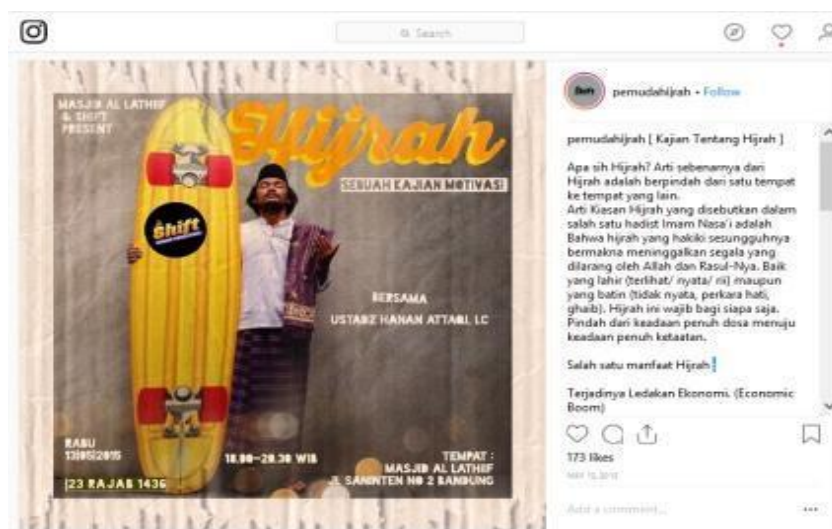 Search
MASJID AL LATHIIF
& SHIFT
PRESENT
Hijrah
SEBUAH KAJIAN MOTIVASI
Shift
BERSAMA
USTADZ HANAN ATTAQI, LC
RABU
13|05|2015
|23 RAJAB 1436
18.00-20.30 WIB
TEMPAT :
MASJID AL LATHIIF
JL SANINTEN NO 2 BANDUNG
pemudahijrah • Follow
pemudahijrah [ Kajian Tentang Hijrah ]
Apa sih Hijrah? Arti sebenarnya dari
Hijrah adalah berpindah dari satu tempat
ke tempat yang lain.
Arti Kiasan Hijrah yang disebutkan dalam
salah satu hadist Imam Nasa'i adalah
Bahwa hijrah yang hakiki sesungguhnya
bermakna meninggalkan segala yang
dilarang oleh Allah dan Rasul-Nya. Baik
yang lahir (terlihat/ nyata/ rii) maupun
yang batin (tidak nyata, perkara hati,
ghaib). Hijrah ini wajib bagi siapa saja.
Pindah dari keadaan penuh dosa menuju
keadaan penuh ketaatan.
Salah satu manfaat Hijrah
Terjadinya Ledakan Ekonomi. (Economic
Boom)
173 likes
Add a comment...